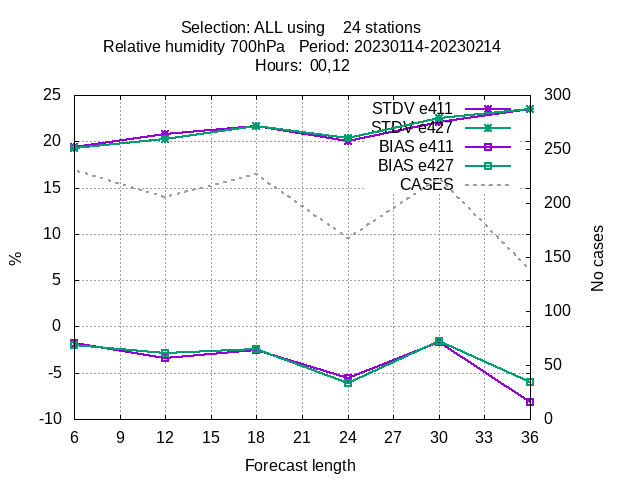 Selection: ALL using 24 stations
Relative humidity 700hPa Period: 20230114-20230214
Hours: 00,12
STDV e411
STDV e427
BIAS e411
BIAS e427
CASES
25
20
15
10
5
0
-5
-10
%
300
250
200
150
100
50
0
No cases
6 9 12 15 18 21 24 27 30 33 36
Forecast length